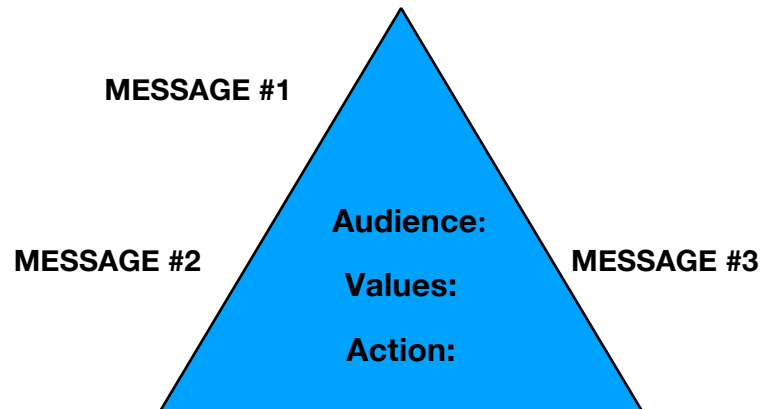 MESSAGE #1
Audience:
MESSAGE #2
MESSAGE #3
Values:
Action: